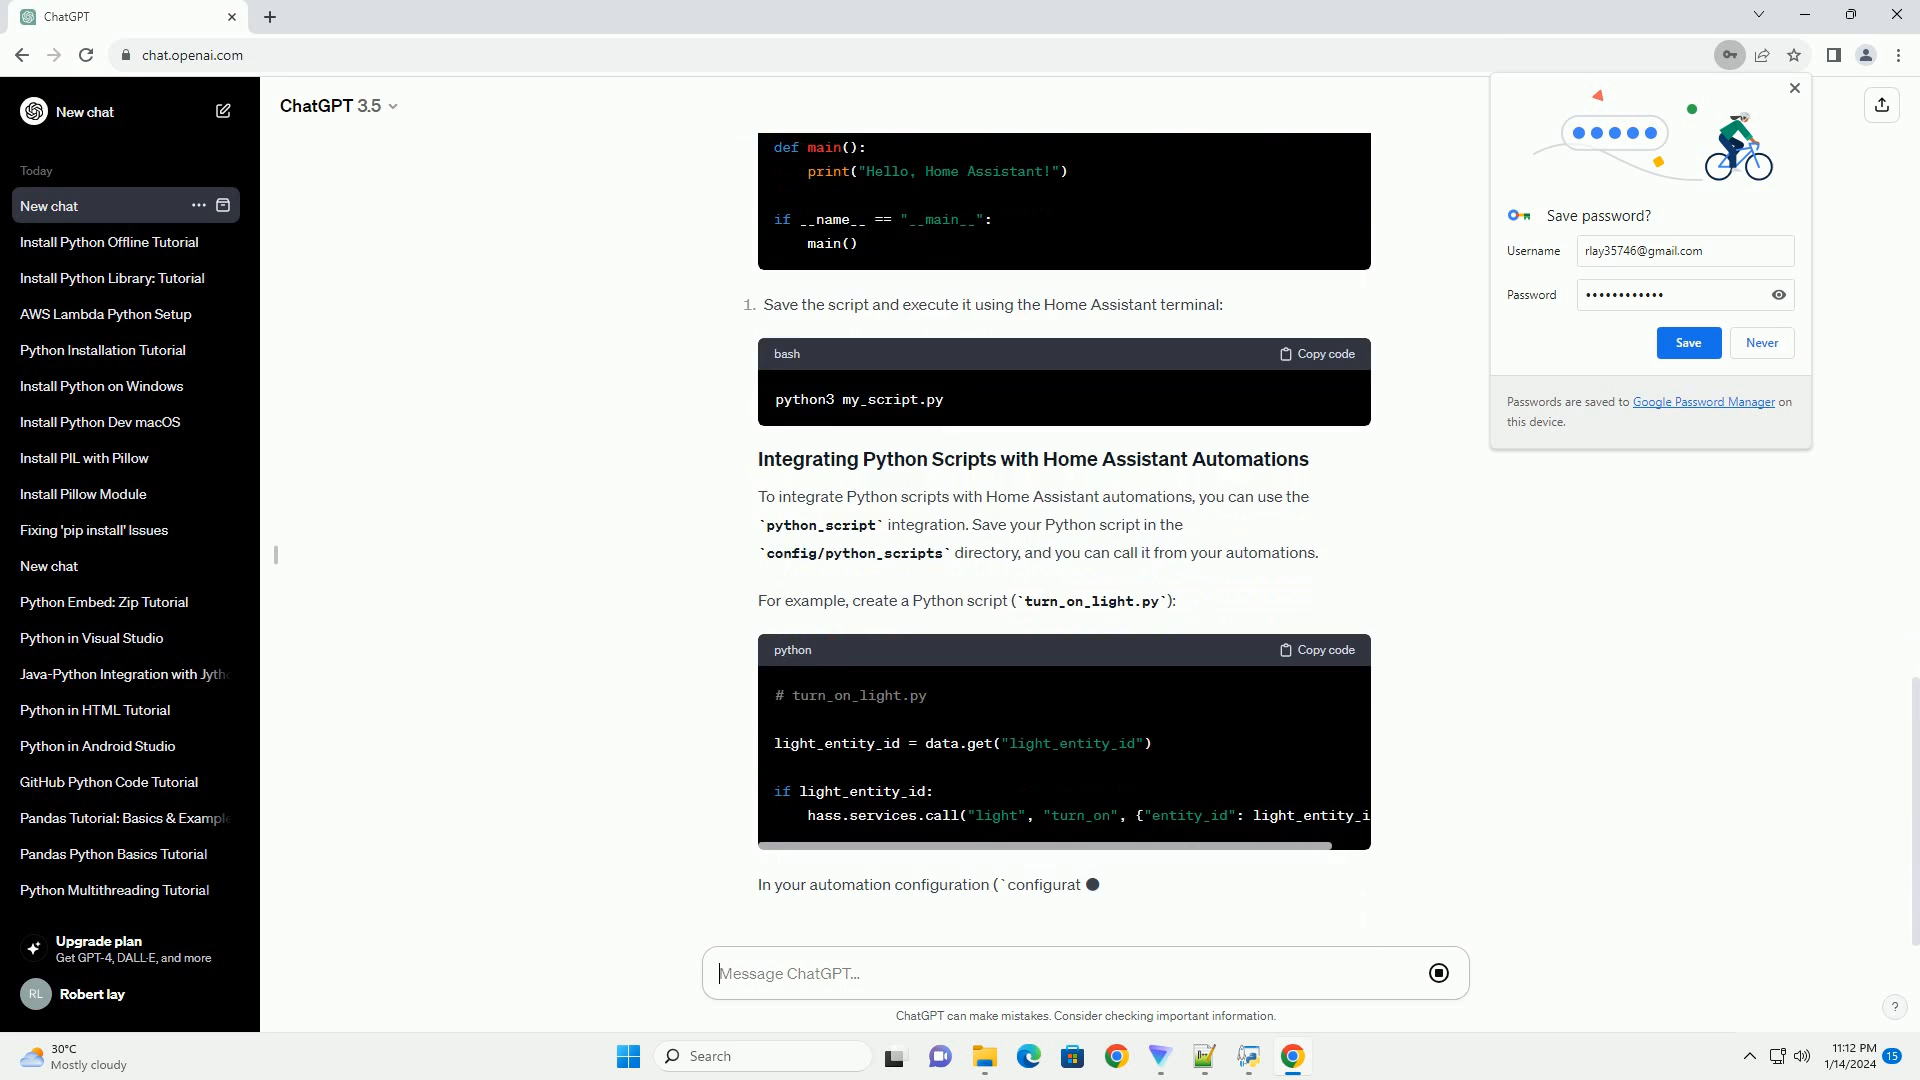 ChatGPT
chat.openai.com
New chat
Today
New chat
Install Python Offline Tutorial
Install Python Library: Tutorial
AWS Lambda Python Setup
Python Installation Tutorial
Install Python on Windows
Install Python Dev macOS
Install PIL with Pillow
Install Pillow Module
Fixing 'pip install' Issues
New chat
Python Embed: Zip Tutorial
Python in Visual Studio
Java-Python Integration with Jyth
Python in HTML Tutorial
Python in Android Studio
GitHub Python Code Tutorial
Pandas Tutorial: Basics & Example
Pandas Python Basics Tutorial
Python Multithreading Tutorial
Upgrade plan
Get GPT-4, DALL·E, and more
RL
Robert lay
ChatGPT 3.5
def main():
    print("Hello, Home Assistant!")
if __name__ == "__main__":
    main()
1. Save the script and execute it using the Home Assistant terminal:
bash
Copy code
python3 my_script.py
Integrating Python Scripts with Home Assistant Automations
To integrate Python scripts with Home Assistant automations, you can use the
`python_script` integration. Save your Python script in the
`config/python_scripts` directory, and you can call it from your automations.
For example, create a Python script (`turn_on_light.py`):
python
Copy code
# turn_on_light.py
light_entity_id = data.get("light_entity_id")
if light_entity_id:
    hass.services.call("light", "turn_on", {"entity_id": light_entity_i
In your automation configuration (`configurat
Message ChatGPT...
ChatGPT can make mistakes. Consider checking important information.
?
Save password?
Username
rlay35746@gmail.com
Password
••••••••••••
Save
Never
Passwords are saved to Google Password Manager on
this device.
30°C
Mostly cloudy
Search
11:12 PM
1/14/2024
15